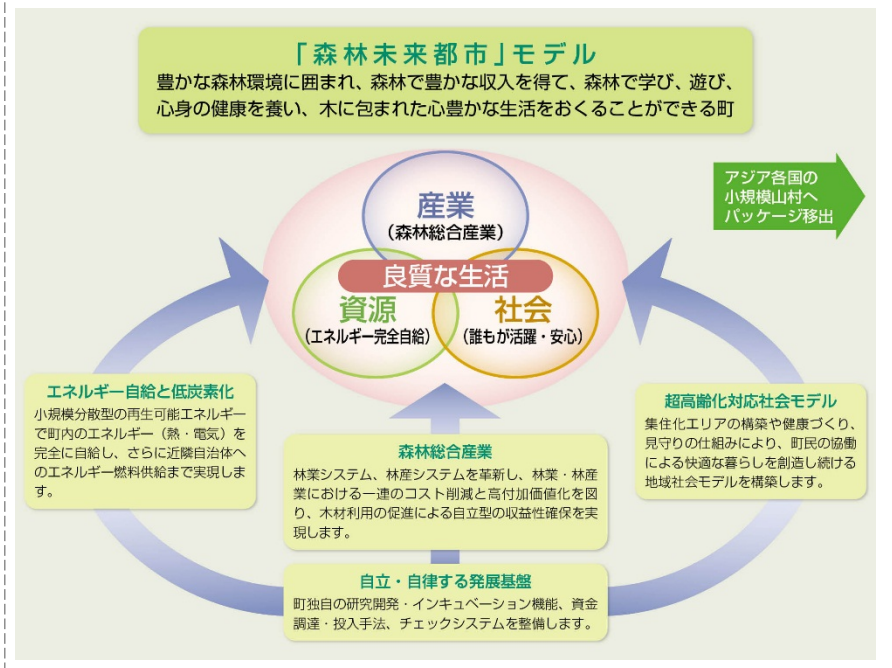 「森林未来都市」モデル
豊かな森林環境に囲まれ、森林で豊かな収入を得て、森林で学び、遊び、
心身の健康を養い、木に包まれた心豊かな生活をおくることができる町
アジア各国の
小規模山村へ
パッケージ移出
産業
(森林総合産業)
良質な生活
資源
(エネルギー完全自給)
社会
(誰もが活躍・安心)
エネルギー自給と低炭素化
小規模分散型の再生可能エネルギー
で町内のエネルギー（熱・電気）を
完全に自給し、さらに近隣自治体へ
のエネルギー燃料供給まで実現しま
す。
森林総合産業
林業システム、林産システムを革新し、林業・林産
業における一連のコスト削減と高付加価値化を図
り、木材利用の促進による自立型の収益性確保を実
現します。
超高齢化対応社会モデル
集住化エリアの構築や健康づくり、
見守りの仕組みにより、町民の協働
による快適な暮らしを創造し続ける
地域社会モデルを構築します。
自立・自律する発展基盤
町独自の研究開発・インキュベーション機能、資金
調達・投入手法、チェックシステムを整備します。